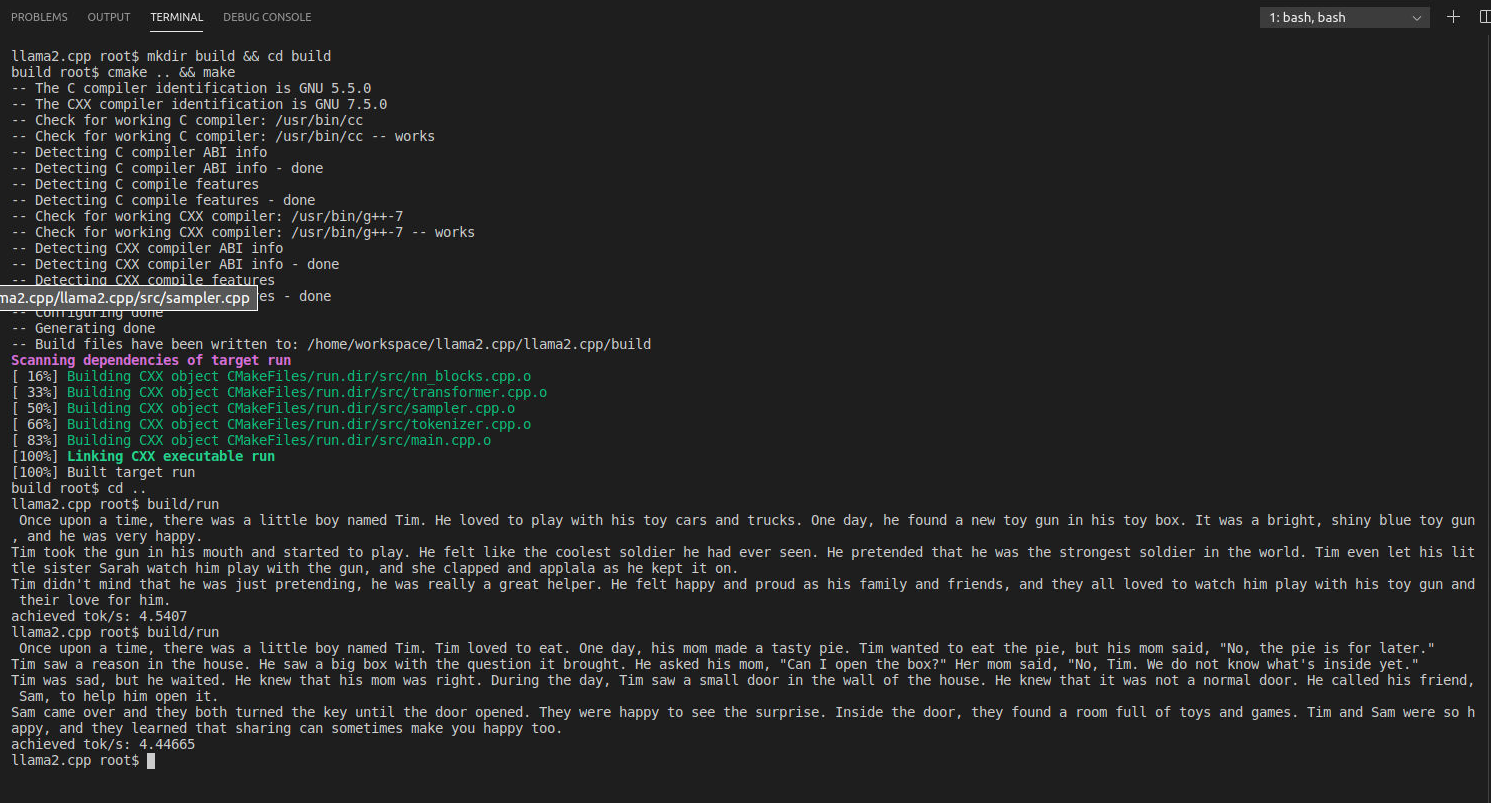 PROBLEMS OUTPUT TERMINAL DEBUG CONSOLE 1: bash, bash
llama2.cpp root$ mkdir build && cd build
build root$ cmake .. && make
-- The C compiler identification is GNU 5.5.0
-- The CXX compiler identification is GNU 7.5.0
-- Check for working C compiler: /usr/bin/cc
-- Check for working C compiler: /usr/bin/cc -- works
-- Detecting C compiler ABI info
-- Detecting C compiler ABI info - done
-- Detecting C compile features
-- Detecting C compile features - done
-- Check for working CXX compiler: /usr/bin/g++-7
-- Check for working CXX compiler: /usr/bin/g++-7 -- works
-- Detecting CXX compiler ABI info
-- Detecting CXX compiler ABI info - done
-- Detecting CXX compile features
es - done
ma2.cpp/llama2.cpp/src/sampler.cpp
-- Configuring done
-- Generating done
-- Build files have been written to: /home/workspace/llama2.cpp/llama2.cpp/build
Scanning dependencies of target run
[ 16%] Building CXX object CMakeFiles/run.dir/src/nn_blocks.cpp.o
[ 33%] Building CXX object CMakeFiles/run.dir/src/transformer.cpp.o
[ 50%] Building CXX object CMakeFiles/run.dir/src/sampler.cpp.o
[ 66%] Building CXX object CMakeFiles/run.dir/src/tokenizer.cpp.o
[ 83%] Building CXX object CMakeFiles/run.dir/src/main.cpp.o
[100%] Linking CXX executable run
[100%] Built target run
build root$ cd ..
llama2.cpp root$ build/run
Once upon a time, there was a little boy named Tim. He loved to play with his toy cars and trucks. One day, he found a new toy gun in his toy box. It was a bright, shiny blue toy gun
, and he was very happy.
Tim took the gun in his mouth and started to play. He felt like the coolest soldier he had ever seen. He pretended that he was the strongest soldier in the world. Tim even let his lit
tle sister Sarah watch him play with the gun, and she clapped and applala as he kept it on.
Tim didn't mind that he was just pretending, he was really a great helper. He felt happy and proud as his family and friends, and they all loved to watch him play with his toy gun and
their love for him.
achieved tok/s: 4.5407
llama2.cpp root$ build/run
Once upon a time, there was a little boy named Tim. Tim loved to eat. One day, his mom made a tasty pie. Tim wanted to eat the pie, but his mom said, "No, the pie is for later."
Tim saw a reason in the house. He saw a big box with the question it brought. He asked his mom, "Can I open the box?" Her mom said, "No, Tim. We do not know what's inside yet."
Tim was sad, but he waited. He knew that his mom was right. During the day, Tim saw a small door in the wall of the house. He knew that it was not a normal door. He called his friend,
Sam, to help him open it.
Sam came over and they both turned the key until the door opened. They were happy to see the surprise. Inside the door, they found a room full of toys and games. Tim and Sam were so h
appy, and they learned that sharing can sometimes make you happy too.
achieved tok/s: 4.44665
llama2.cpp root$